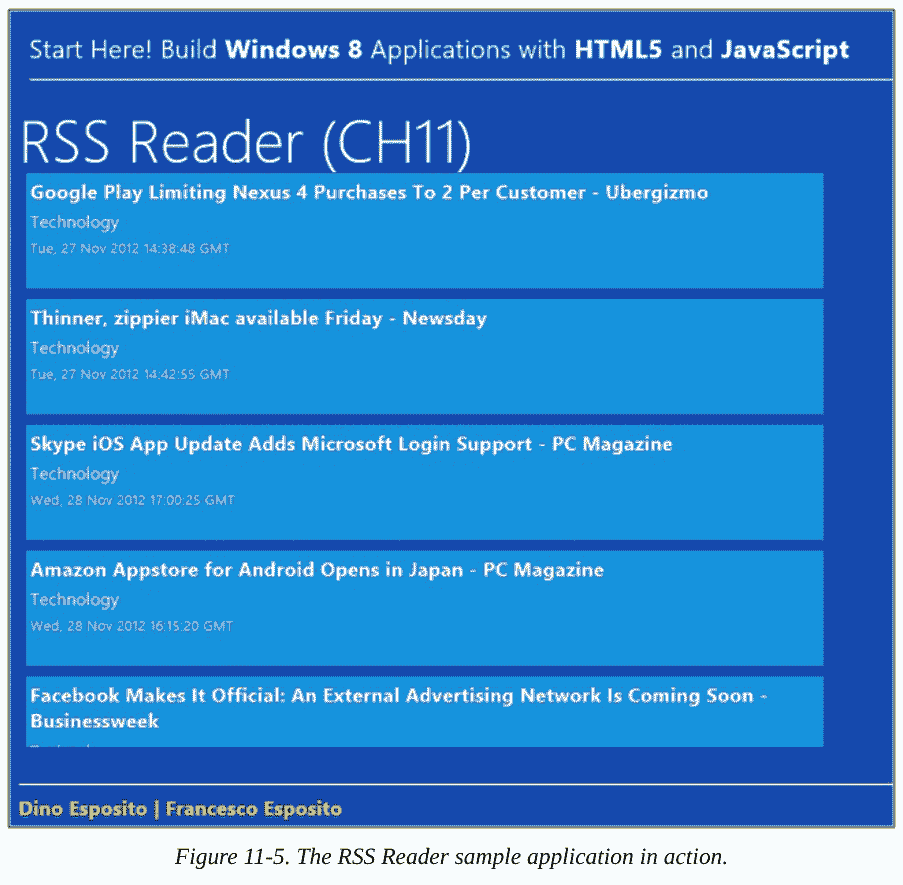 Start Here! Build Windows 8 Applications with HTML5 and JavaScript
RSS Reader (CH11)
Google Play Limiting Nexus 4 Purchases To 2 Per Customer - Ubergizmo
Technology
Tue, 27 Nov 2012 14:38:48 GMT
Thinner, zippier iMac available Friday - Newsday
Technology
Tue, 27 Nov 2012 14:42:55 GMT
Skype iOS App Update Adds Microsoft Login Support - PC Magazine
Technology
Wed, 28 Nov 2012 17:00:25 GMT
Amazon Appstore for Android Opens in Japan - PC Magazine
Technology
Wed, 28 Nov 2012 16:15:20 GMT
Facebook Makes It Official: An External Advertising Network Is Coming Soon -
Businessweek
Dino Esposito | Francesco Esposito
Figure 11-5. The RSS Reader sample application in action.